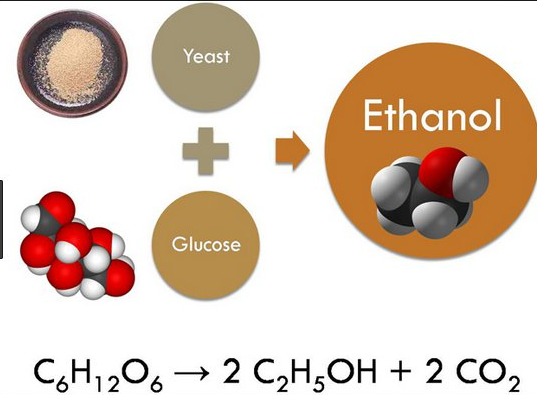 Yeast
Ethanol
Glucose
C₆H₁₂O₆ → 2 C₂H₅OH + 2 CO₂